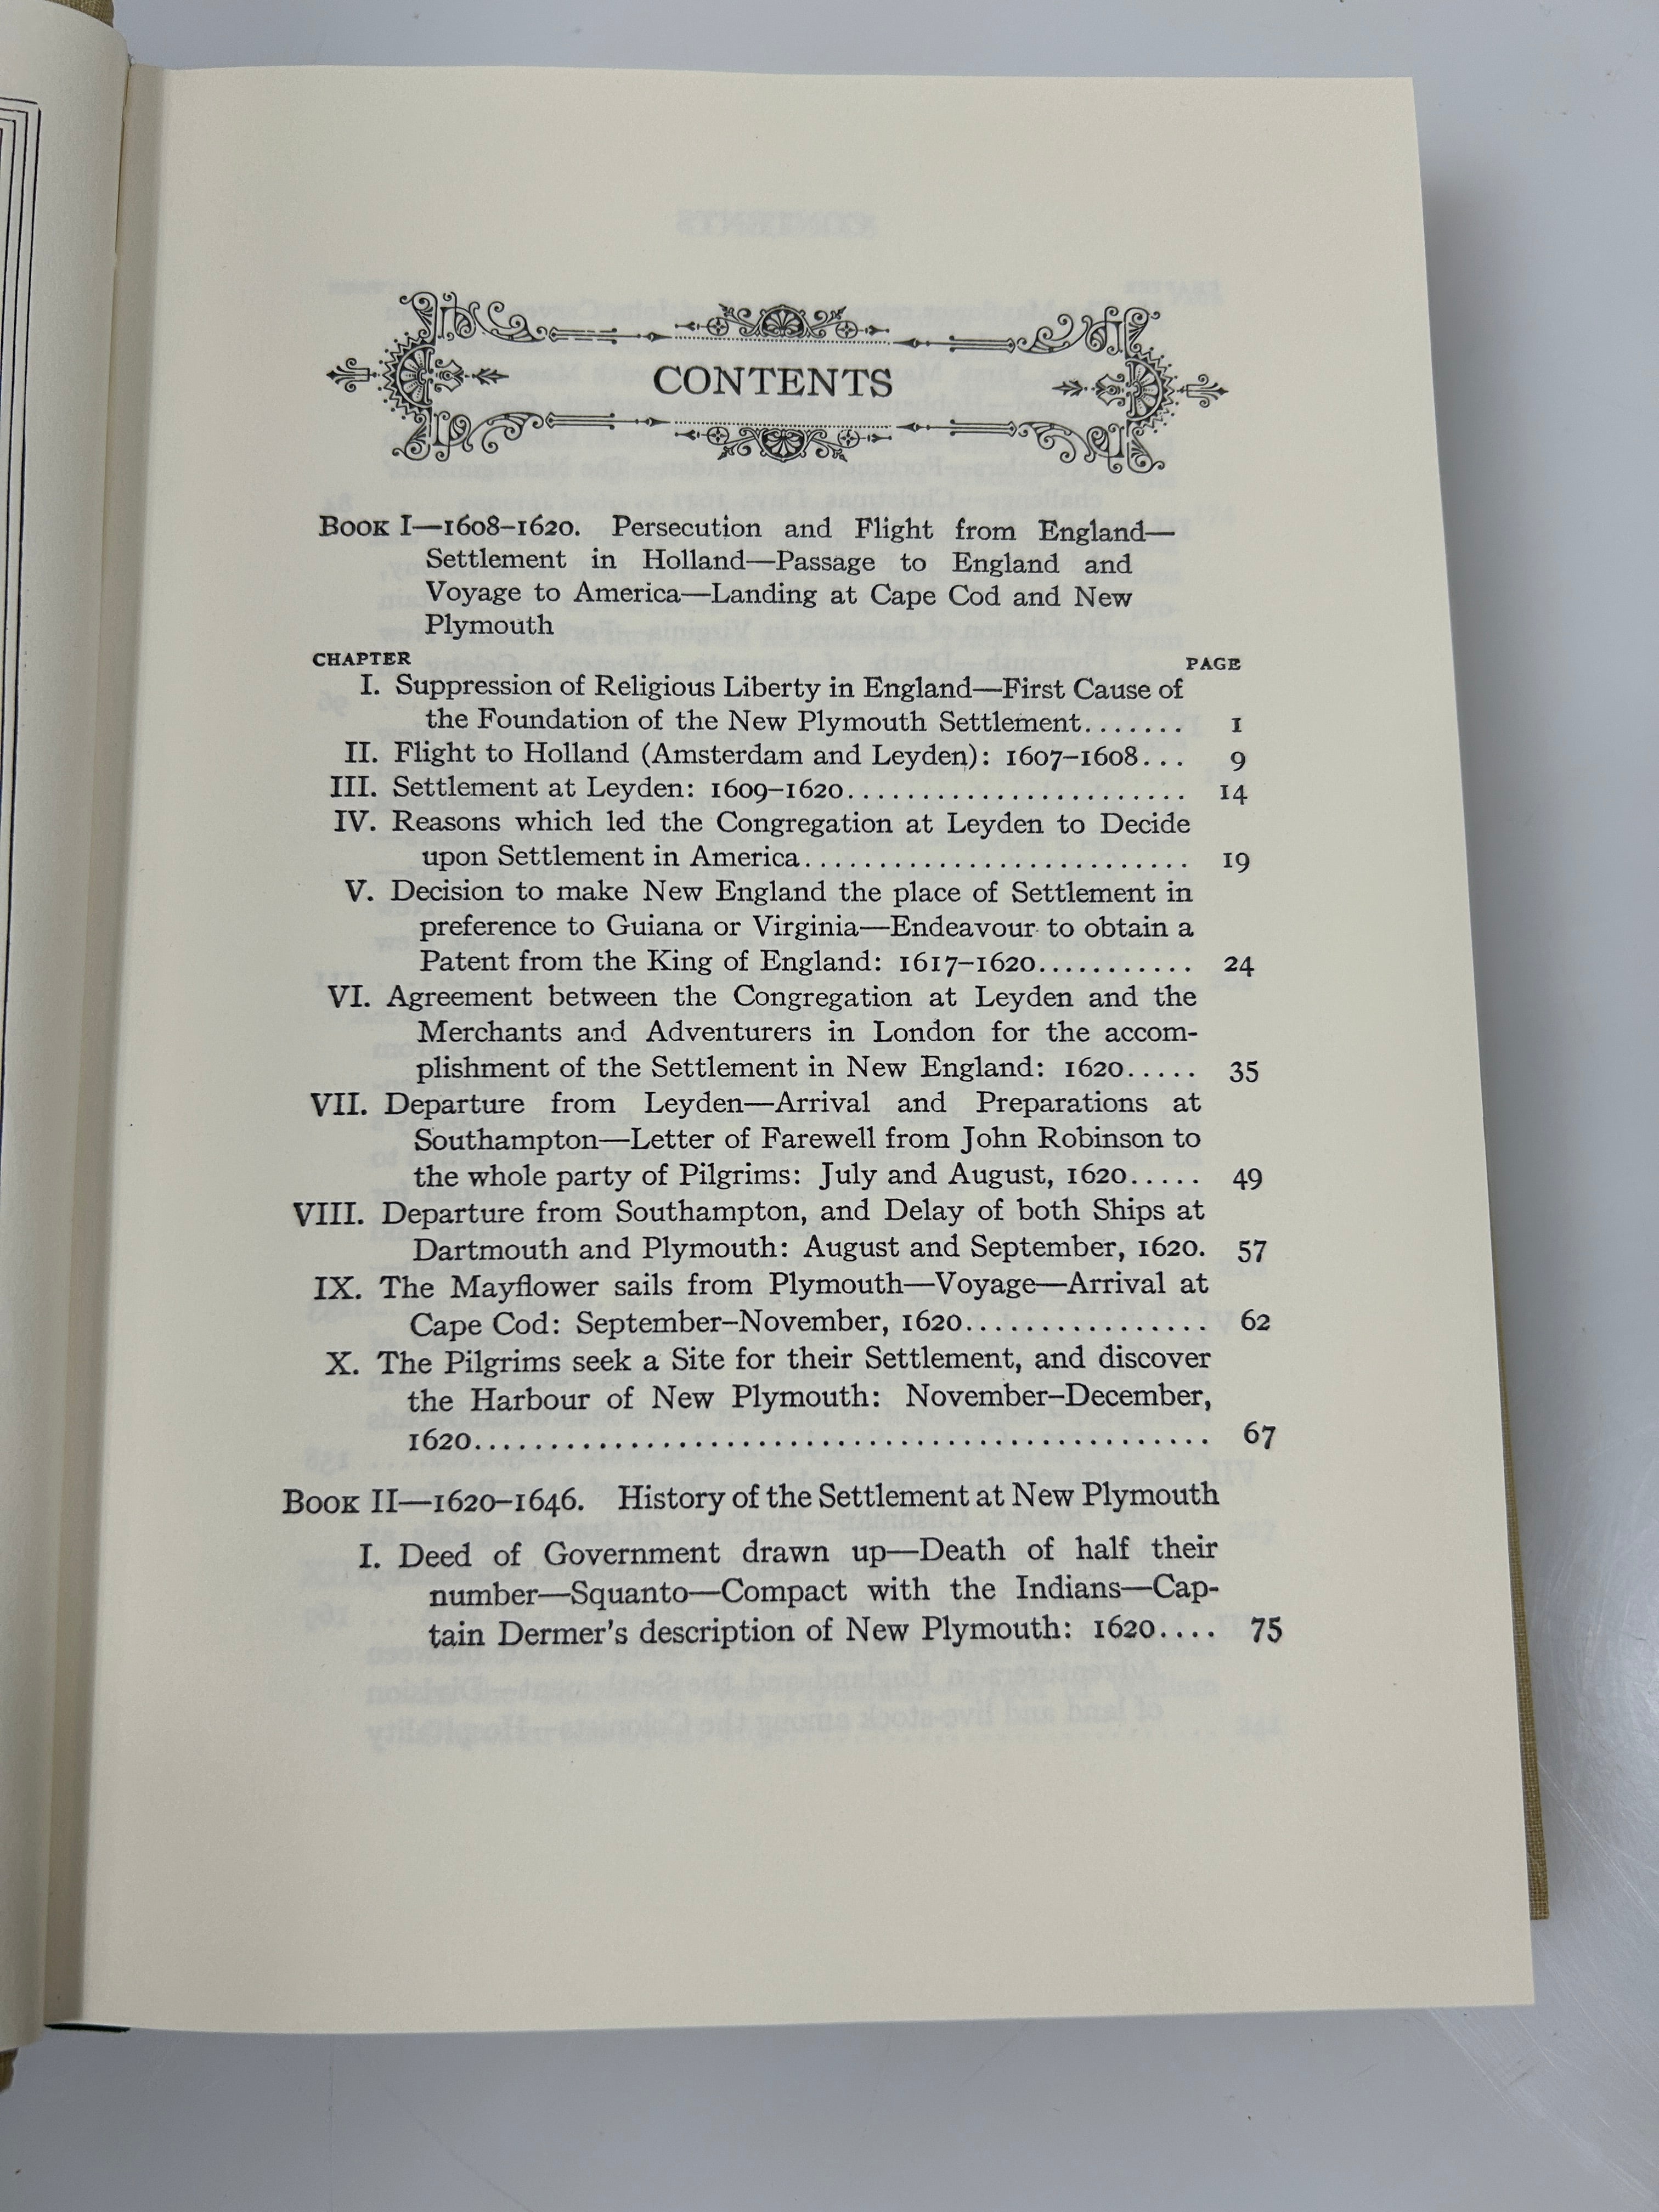 CONTENTS
BOOK I—1608–1620. Persecution and Flight from England—
Settlement in Holland—Passage to England and
Voyage to America—Landing at Cape Cod and New
Plymouth
CHAPTER PAGE
I. Suppression of Religious Liberty in England—First Cause of
the Foundation of the New Plymouth Settlement....... 1
II. Flight to Holland (Amsterdam and Leyden): 1607–1608... 9
III. Settlement at Leyden: 1609–1620........................ 14
IV. Reasons which led the Congregation at Leyden to Decide
upon Settlement in America.......................... 19
V. Decision to make New England the place of Settlement in
preference to Guiana or Virginia—Endeavour to obtain a
Patent from the King of England: 1617–1620........... 24
VI. Agreement between the Congregation at Leyden and the
Merchants and Adventurers in London for the accom-
plishment of the Settlement in New England: 1620..... 35
VII. Departure from Leyden—Arrival and Preparations at
Southampton—Letter of Farewell from John Robinson to
the whole party of Pilgrims: July and August, 1620..... 49
VIII. Departure from Southampton, and Delay of both Ships at
Dartmouth and Plymouth: August and September, 1620. 57
IX. The Mayflower sails from Plymouth—Voyage—Arrival at
Cape Cod: September–November, 1620................ 62
X. The Pilgrims seek a Site for their Settlement, and discover
the Harbour of New Plymouth: November–December,
1620................................................ 67
BOOK II—1620–1646. History of the Settlement at New Plymouth
I. Deed of Government drawn up—Death of half their
number—Squanto—Compact with the Indians—Cap-
tain Dermer's description of New Plymouth: 1620.... 75